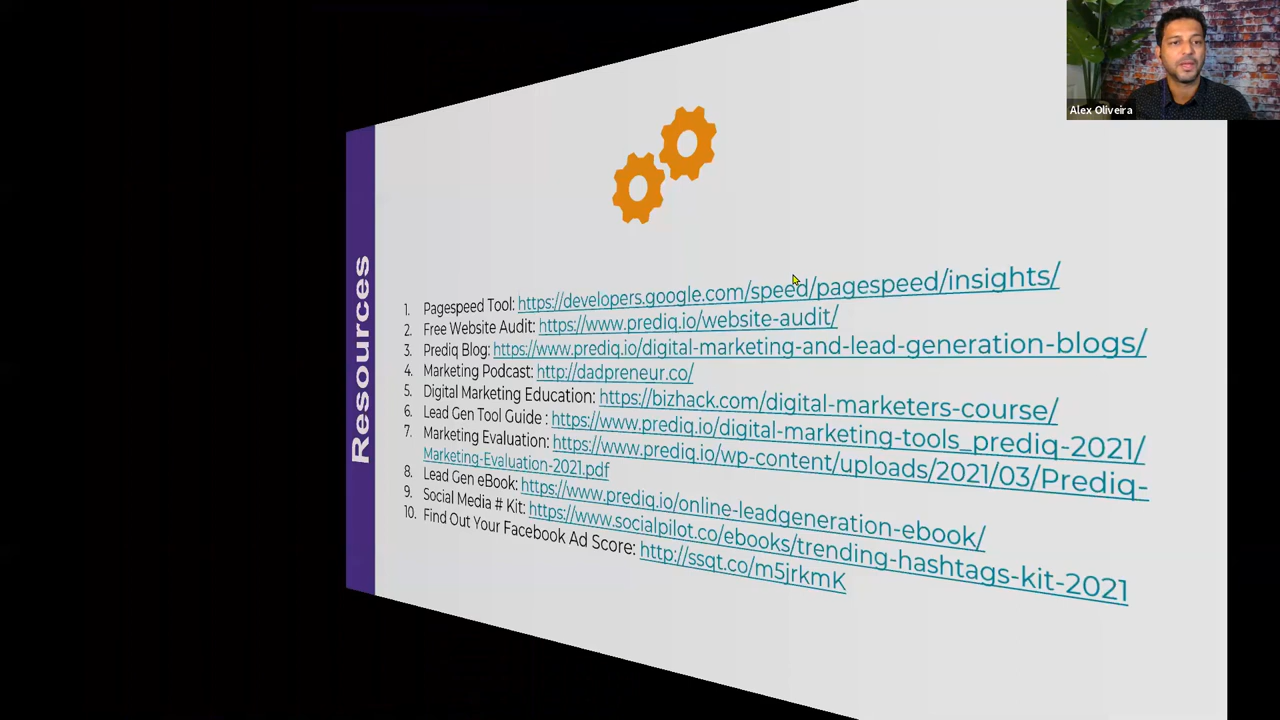 Alex Oliveira
Resources
1. Pagespeed Tool: https://developers.google.com/speed/pagespeed/insights/
2. Free Website Audit: https://www.prediq.io/website-audit/
3. Prediq Blog: https://www.prediq.io/digital-marketing-and-lead-generation-blogs/
4. Marketing Podcast: http://dadpreneur.co/
5. Digital Marketing Education: https://bizhack.com/digital-marketers-course/
6. Lead Gen Tool Guide : https://www.prediq.io/digital-marketing-tools_prediq-2021/
7. Marketing Evaluation: https://www.prediq.io/wp-content/uploads/2021/03/Prediq-
Marketing-Evaluation-2021.pdf
8. Lead Gen eBook: https://www.prediq.io/online-leadgeneration-ebook/
9. Social Media # Kit: https://www.socialpilot.co/ebooks/trending-hashtags-kit-2021
10. Find Out Your Facebook Ad Score: http://ssqt.co/m5jrkmK